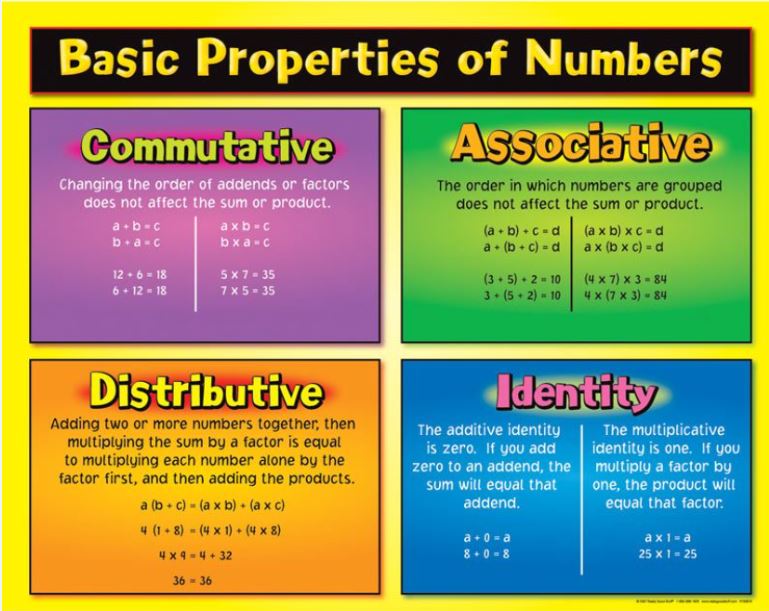 Basic Properties of Numbers
Commutative
Changing the order of addends or factors
does not affect the sum or product.
a + b = c
b + a = c
12 + 6 = 18
6 + 12 = 18
a x b = c
b x a = c
5 x 7 = 35
7 x 5 = 35
Associative
The order in which numbers are grouped
does not affect the sum or product.
(a + b) + c = d
a + (b + c) = d
(3 + 5) + 2 = 10
3 + (5 + 2) = 10
(a x b) x c = d
a x (b x c) = d
(4 x 7) x 3 = 84
4 x (7 x 3) = 84
Distributive
Adding two or more numbers together, then
multiplying the sum by a factor is equal
to multiplying each number alone by the
factor first, and then adding the products.
a (b + c) = (a x b) + (a x c)
4 (1 + 8) = (4 x 1) + (4 x 8)
4 x 9 = 4 + 32
36 = 36
Identity
The additive identity
is zero. If you add
zero to an addend, the
sum will equal that
addend.
a + 0 = a
8 + 0 = 8
The multiplicative
identity is one. If you
multiply a factor by
one, the product will
equal that factor.
a x 1 = a
25 x 1 = 25